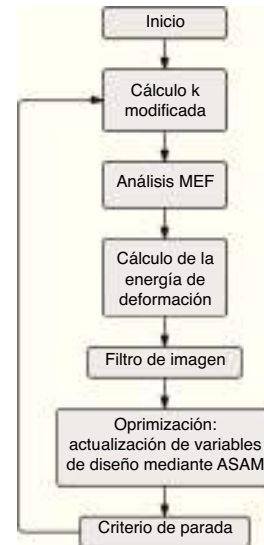 Inicio
Cálculo k
modificada
Análisis MEF
Cálculo de la
energía de
deformación
Filtro de imagen
Oprimización:
actualización de variables
de diseño mediante ASAM
Criterio de parada